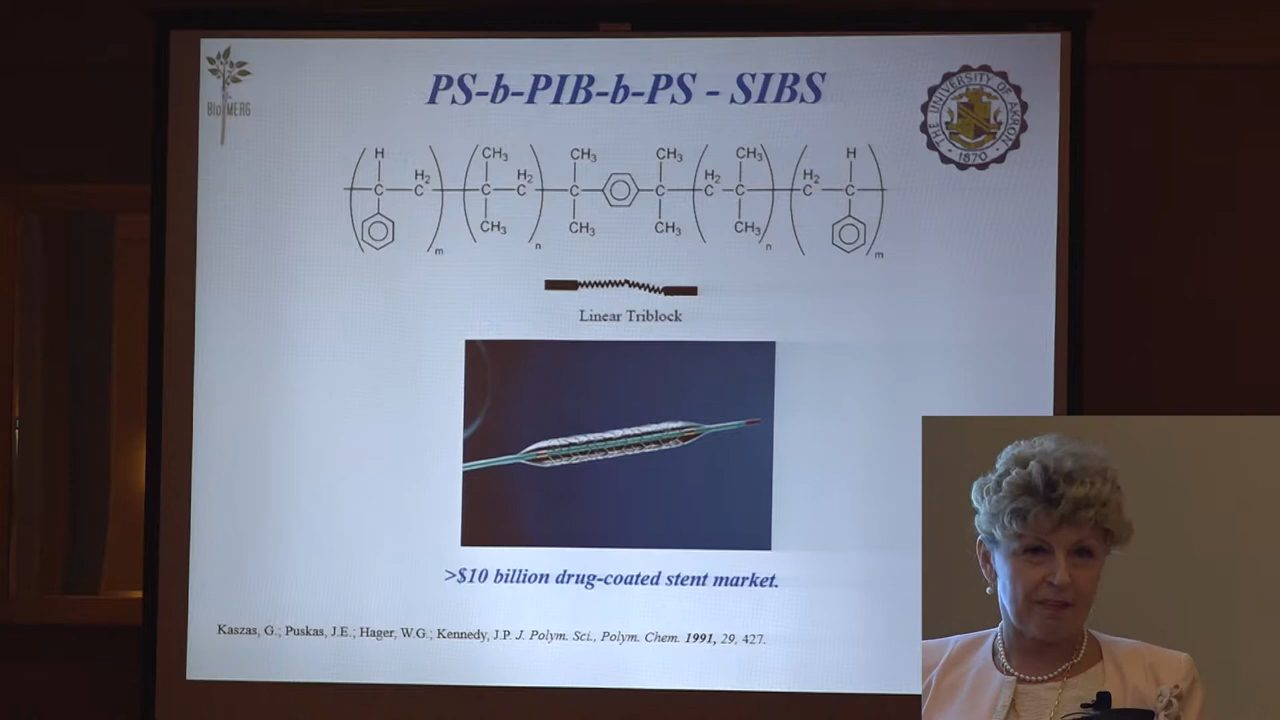 BioMERG
PS-b-PIB-b-PS - SIBS
THE UNIVERSITY OF AKRON
1870
H CH3 CH3 CH3 CH3 H
H2 H2 H2 H2
C C C C C C C C C C
CH3 CH3 CH3 CH3
m n n m
Linear Triblock
>$10 billion drug-coated stent market.
Kaszas, G.; Puskas, J.E.; Hager, W.G.; Kennedy, J.P. J. Polym. Sci., Polym. Chem. 1991, 29, 427.